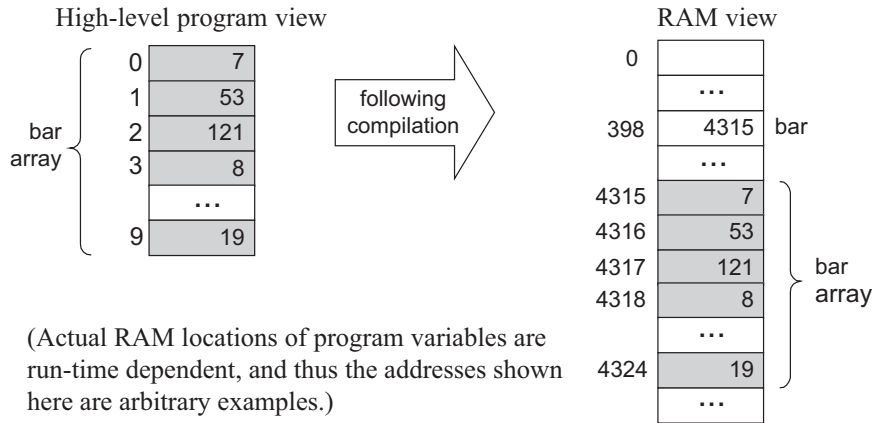 High-level program view
0 7
1 53
2 121
3 8
...
9 19
bar
array
following
compilation
RAM view
0
...
398 4315 bar
...
4315 7
4316 53
4317 121
4318 8
...
4324 19
...
bar
array
(Actual RAM locations of program variables are
run-time dependent, and thus the addresses shown
here are arbitrary examples.)